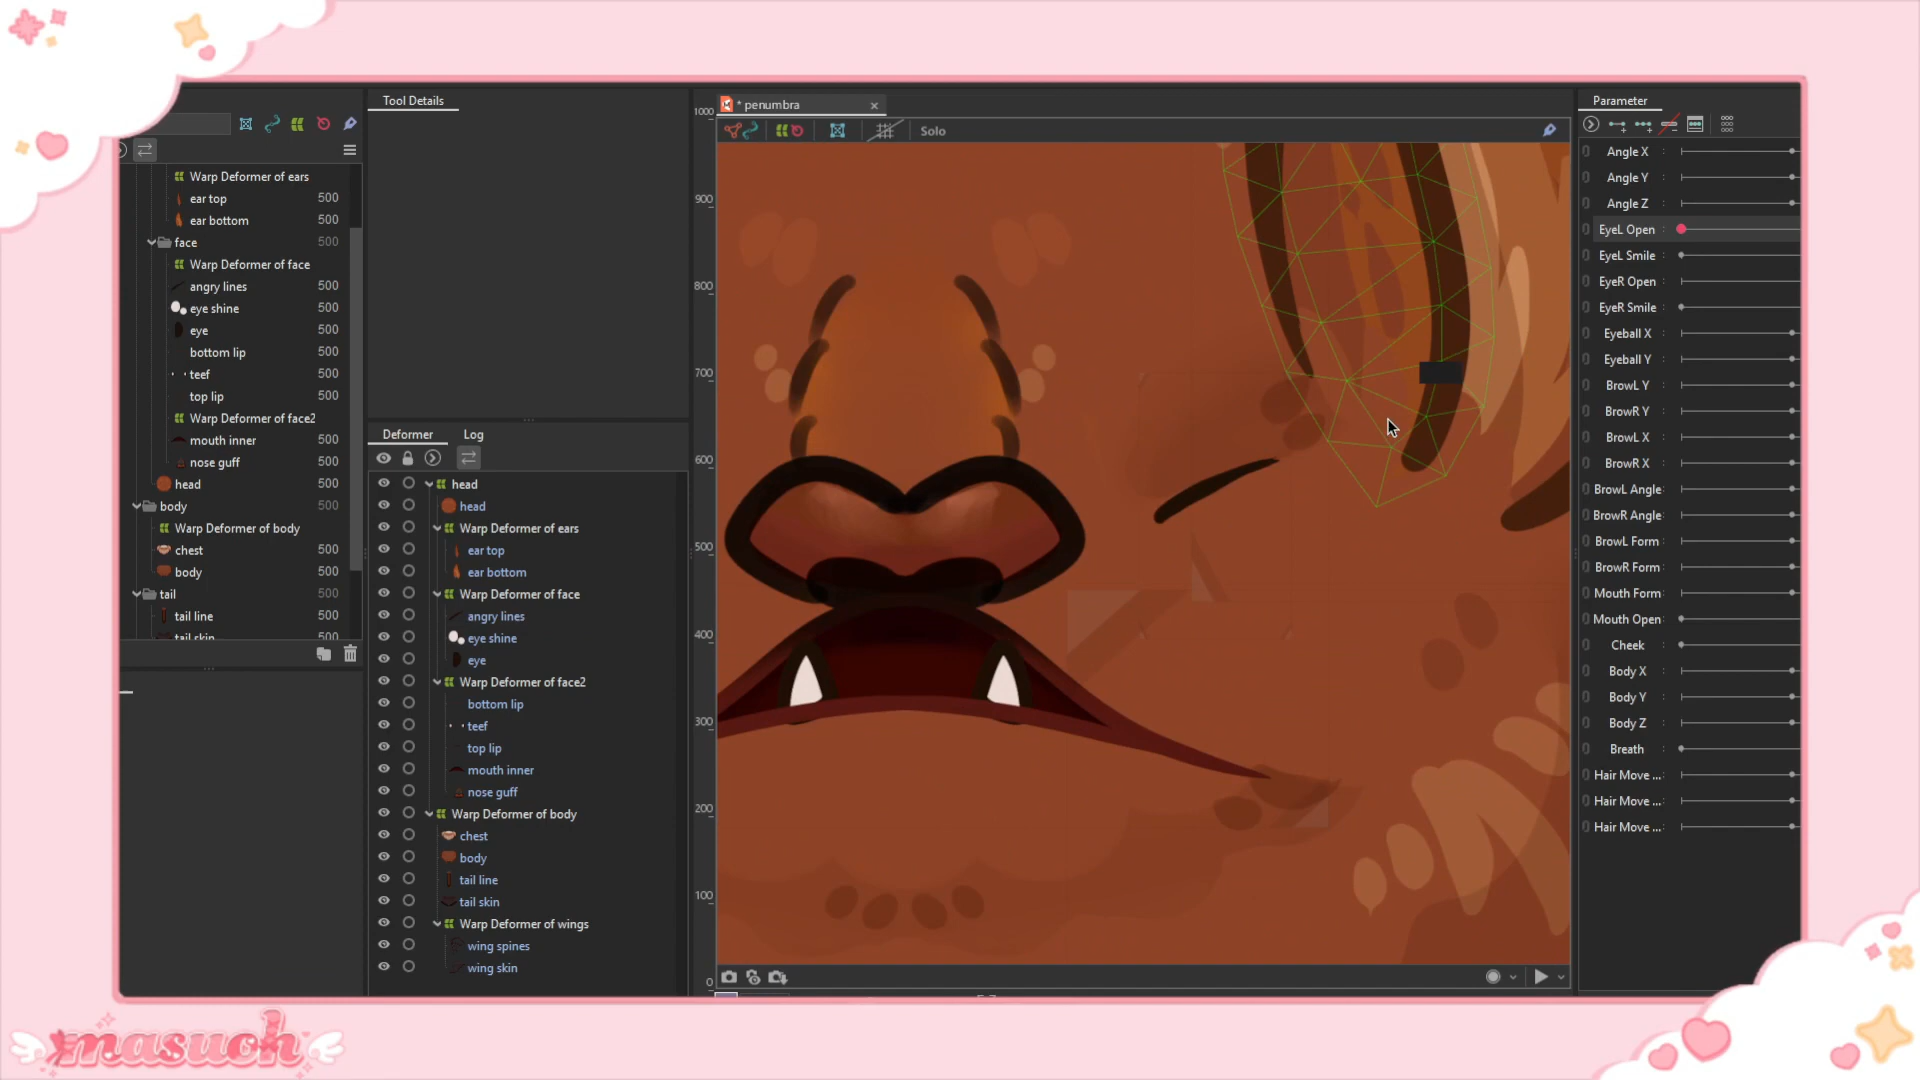 Warp Deformer of ears
ear top 500
ear bottom 500
face 500
Warp Deformer of face
angry lines 500
eye shine 500
eye 500
bottom lip 500
teef 500
top lip 500
Warp Deformer of face2
mouth inner 500
nose guff 500
head 500
body 500
Warp Deformer of body
chest 500
body 500
tail 500
tail line 500
tail skin 500
Tool Details
Deformer Log
head
head
Warp Deformer of ears
ear top
ear bottom
Warp Deformer of face
angry lines
eye shine
eye
Warp Deformer of face2
bottom lip
teef
top lip
mouth inner
nose guff
Warp Deformer of body
chest
body
tail line
tail skin
Warp Deformer of wings
wing spines
wing skin
* penumbra
Solo
1000
900
800
700
600
500
400
300
200
100
0
Parameter
Angle X
Angle Y
Angle Z
EyeL Open
EyeL Smile
EyeR Open
EyeR Smile
Eyeball X
Eyeball Y
BrowL Y
BrowR Y
BrowL X
BrowR X
BrowL Angle
BrowR Angle
BrowL Form
BrowR Form
Mouth Form
Mouth Open
Cheek
Body X
Body Y
Body Z
Breath
Hair Move ...
Hair Move ...
Hair Move ...
masuoh